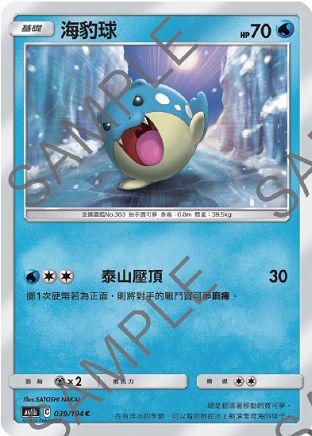 基礎 海豹球 HP70
全國圖鑑No.363 拍手寶可夢 身高：0.8m 體重：39.5kg
泰山壓頂 30
擲1次硬幣若為正面，則將對手的戰鬥寶可夢麻痺。
弱點 ×2 抵抗力 撤退
Illus.SATOSHI NAKAI
AS1b C 039/194 C
SAMPLE
SAMPLE
SAMPLE
SAMPLE